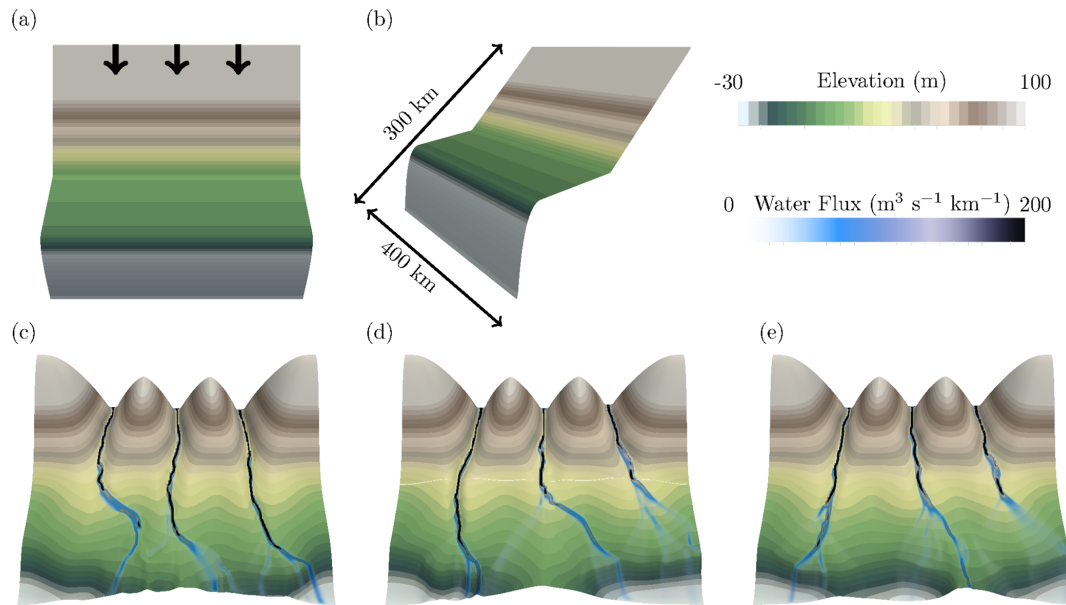 (a)
(b)
300 km
400 km
-30 Elevation (m) 100
0 Water Flux (m³ s⁻¹ km⁻¹) 200
(c)
(d)
(e)